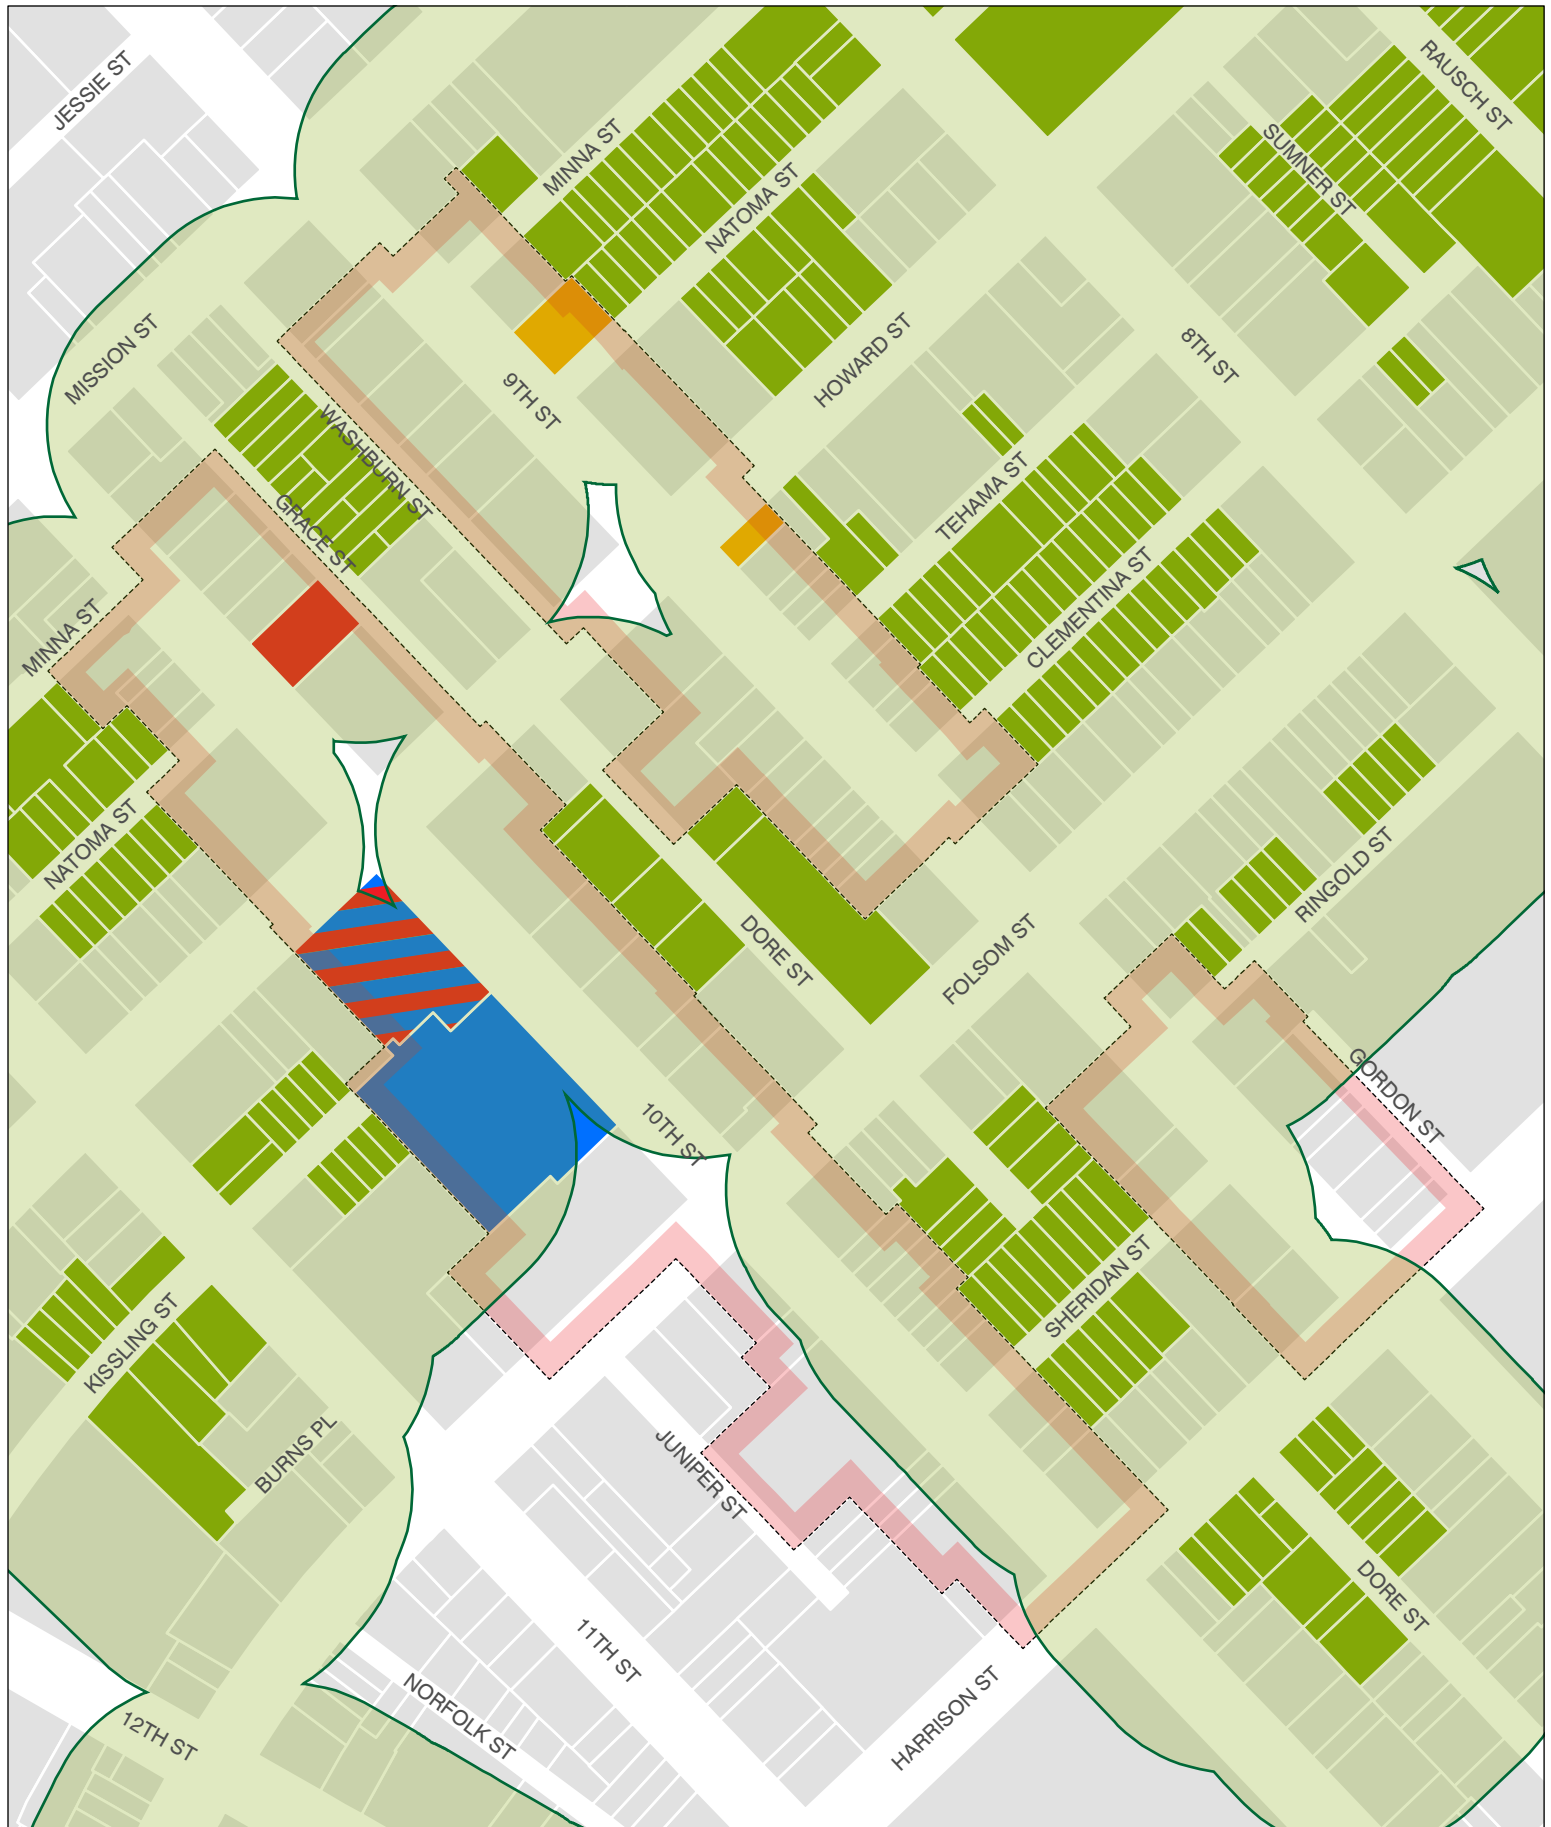 JESSIE ST
RAUSCH ST
MINNA ST
SUMNER ST
NATOMA ST
MISSION ST
HOWARD ST
8TH ST
9TH ST
WASHBURN ST
TEHAMA ST
GRACE ST
CLEMENTINA ST
MINNA ST
NATOMA ST
RINGOLD ST
DORE ST
FOLSOM ST
GORDON ST
10TH ST
SHERIDAN ST
KISSLING ST
BURNS PL
JUNIPER ST
DORE ST
11TH ST
NORFOLK ST
HARRISON ST
12TH ST